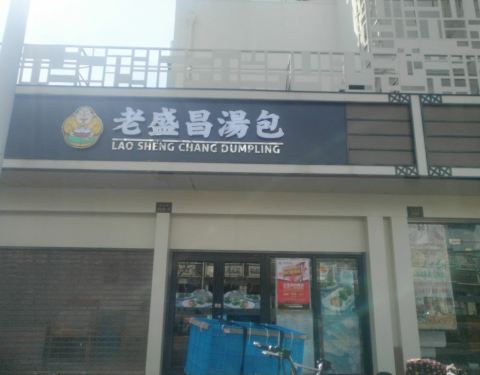 老盛昌湯包
LAO SHENG CHANG DUMPLING